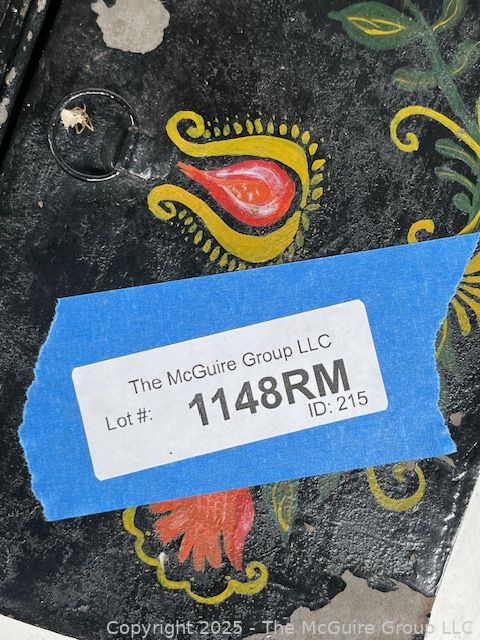 The McGuire Group LLC
Lot #: 1148RM
ID: 215
Copyright 2025 - The McGuire Group LLC